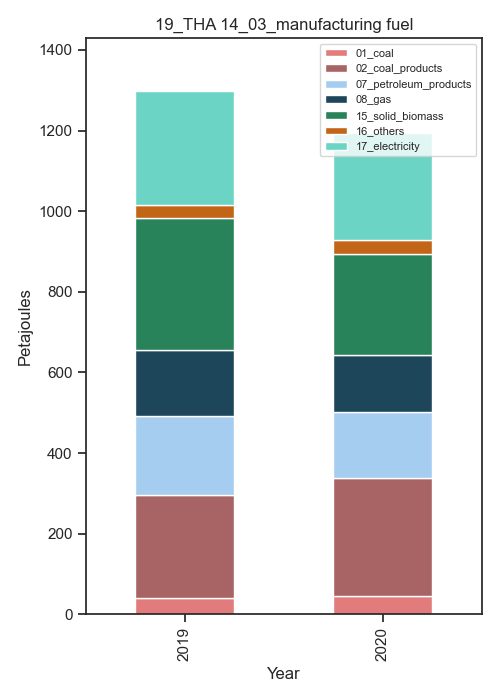 19_THA 14_03_manufacturing fuel
01_coal
02_coal_products
07_petroleum_products
08_gas
15_solid_biomass
16_others
17_electricity
1400
1200
1000
800
600
400
200
0
Petajoules
2019
2020
Year